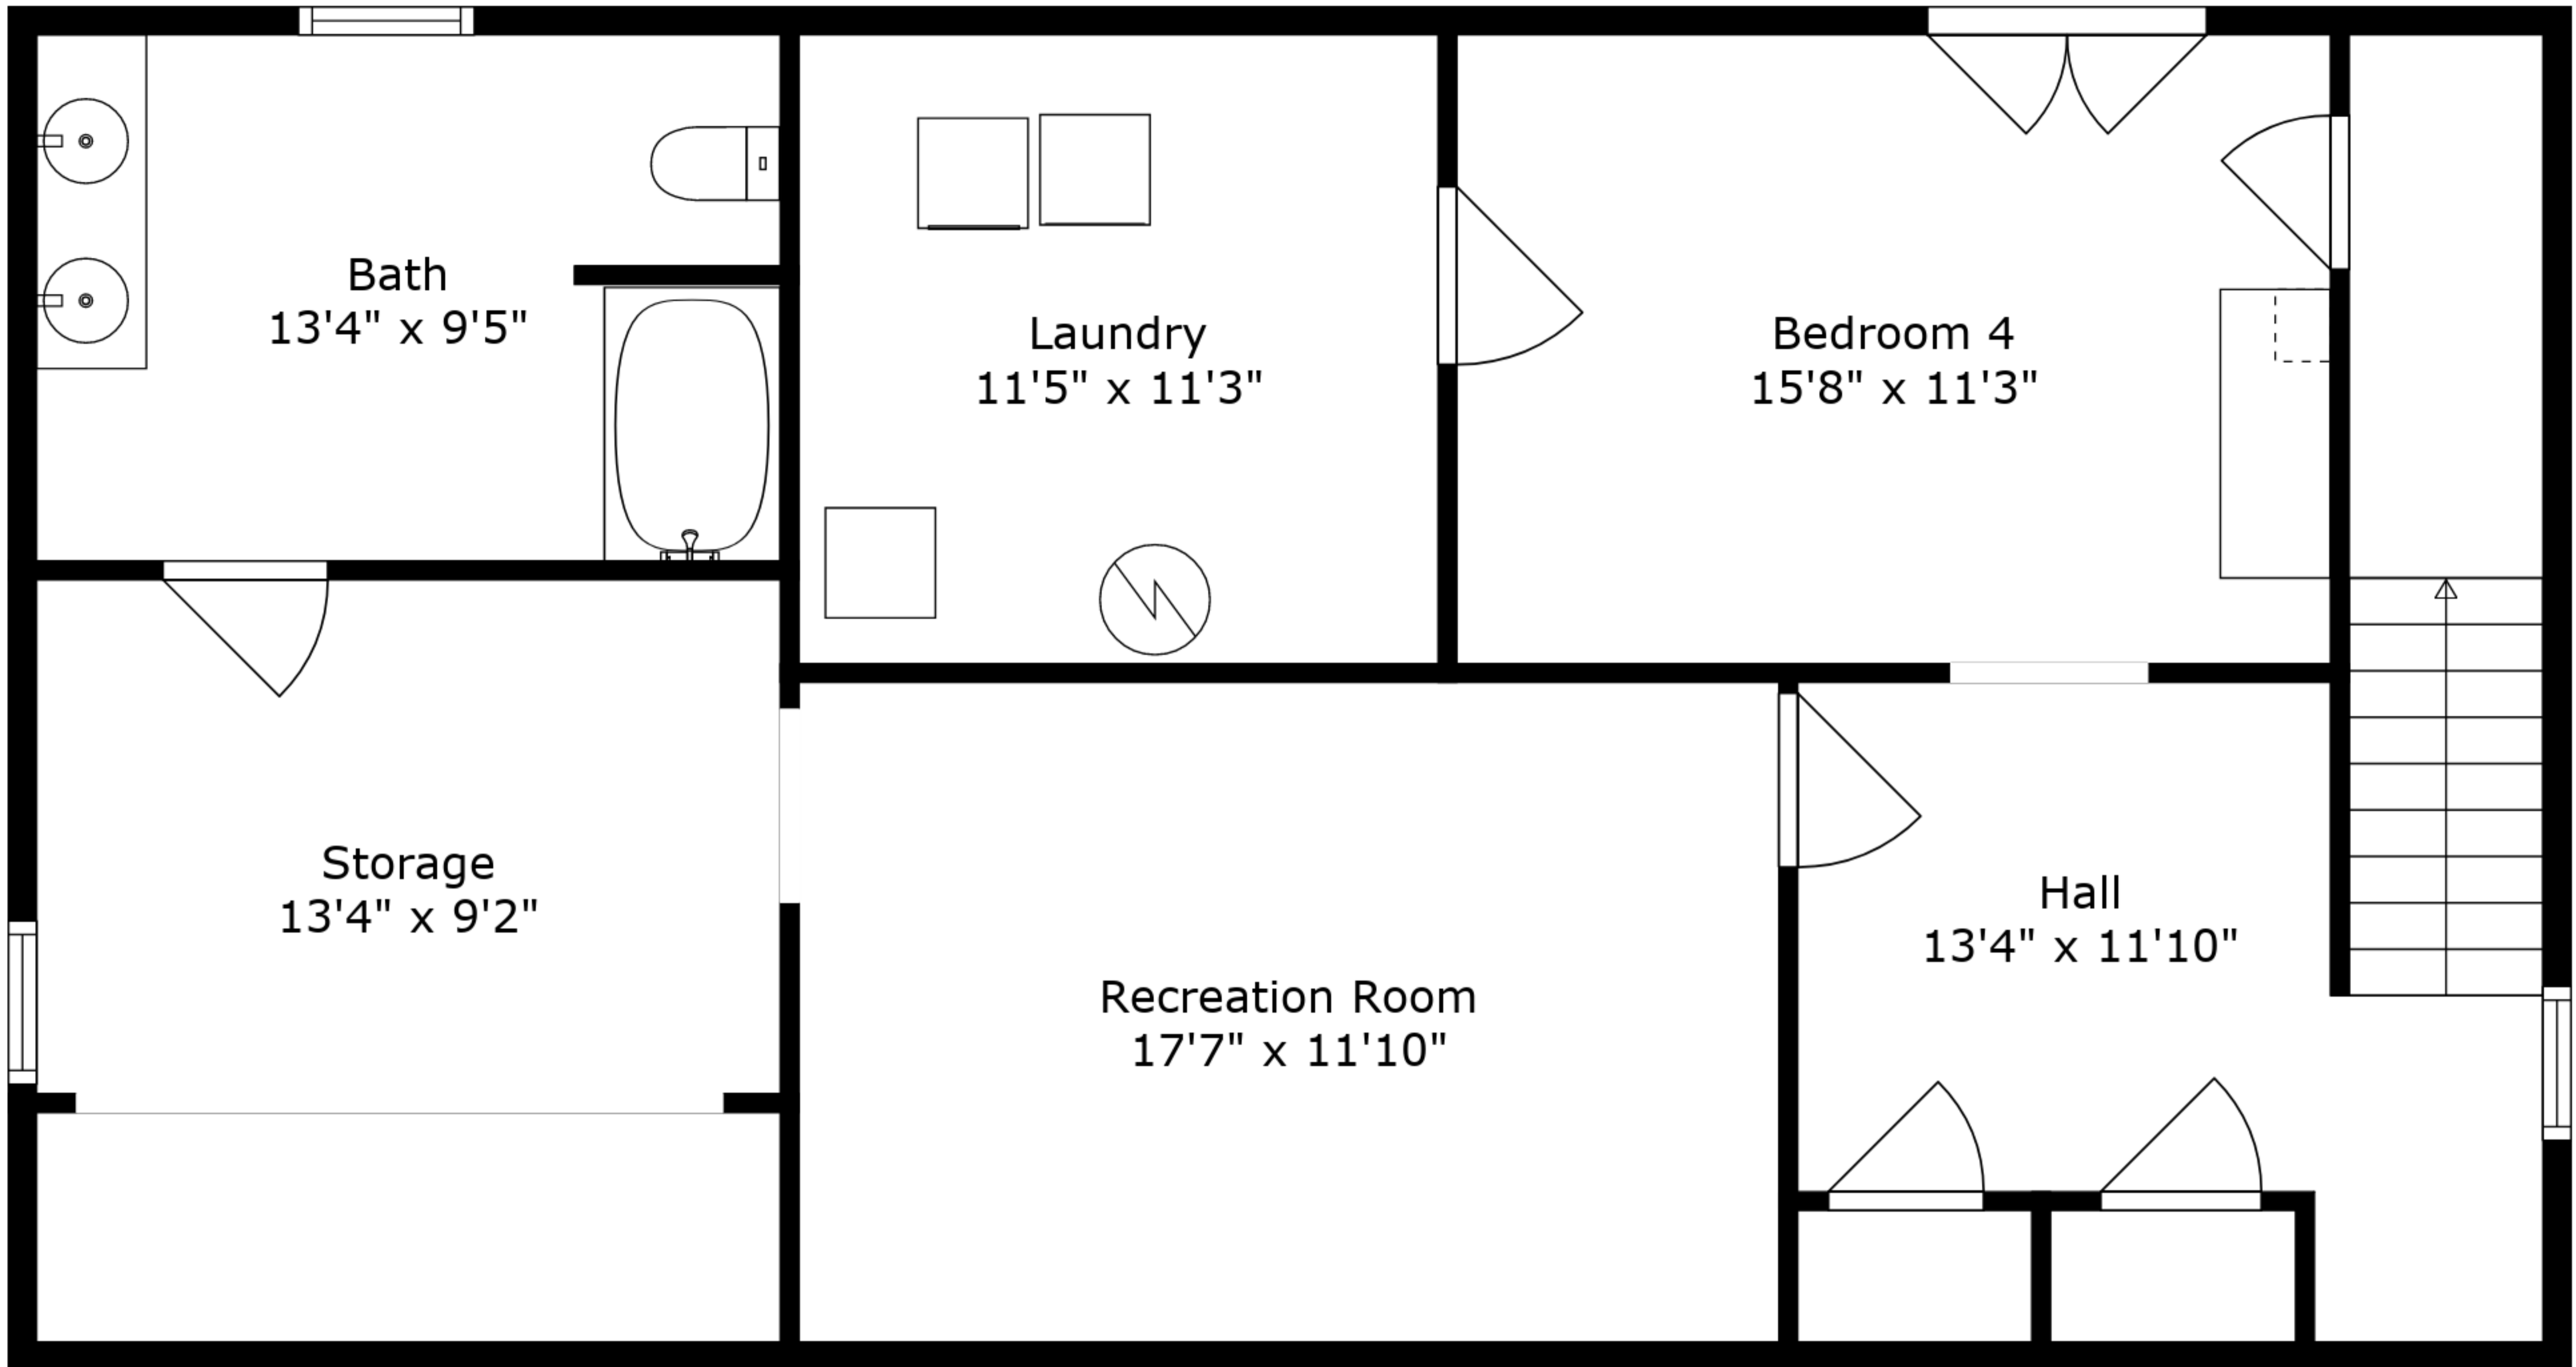 Bath
13'4" x 9'5"
Laundry
11'5" x 11'3"
Bedroom 4
15'8" x 11'3"
Storage
13'4" x 9'2"
Recreation Room
17'7" x 11'10"
Hall
13'4" x 11'10"